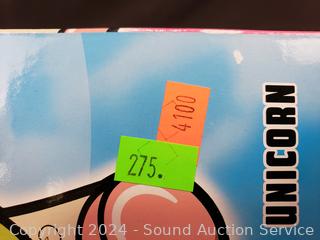 4100
275.
UNICORN
Copyright 2024 - Sound Auction Service